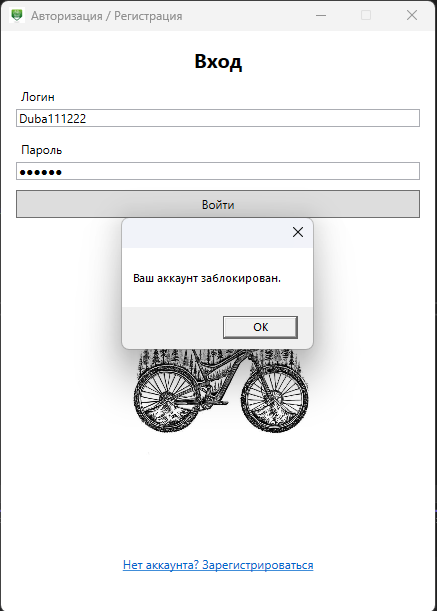 Авторизация / Регистрация
Вход
Логин
Duba111222
Пароль
●●●●●●
Войти
Ваш аккаунт заблокирован.
OK
Нет аккаунта? Зарегистрироваться